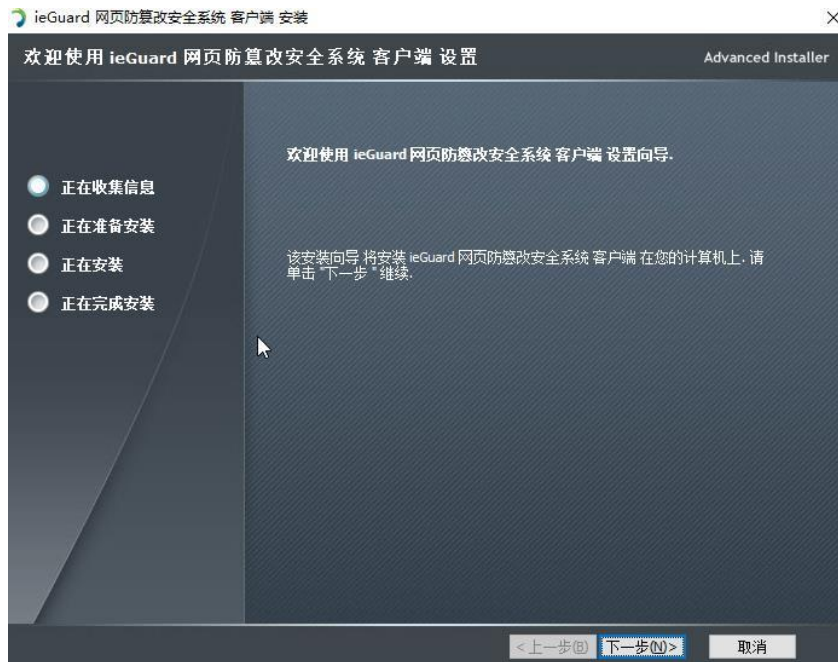 ieGuard 网页防篡改安全系统 客户端 安装
欢迎使用 ieGuard 网页防篡改安全系统 客户端 设置
Advanced Installer
欢迎使用 ieGuard 网页防篡改安全系统 客户端 设置向导.
正在收集信息
正在准备安装
正在安装
正在完成安装
该安装向导 将安装 ieGuard 网页防篡改安全系统 客户端 在您的计算机上. 请
单击 "下一步 " 继续.
< 上一步(B)
下一步(N) >
取消